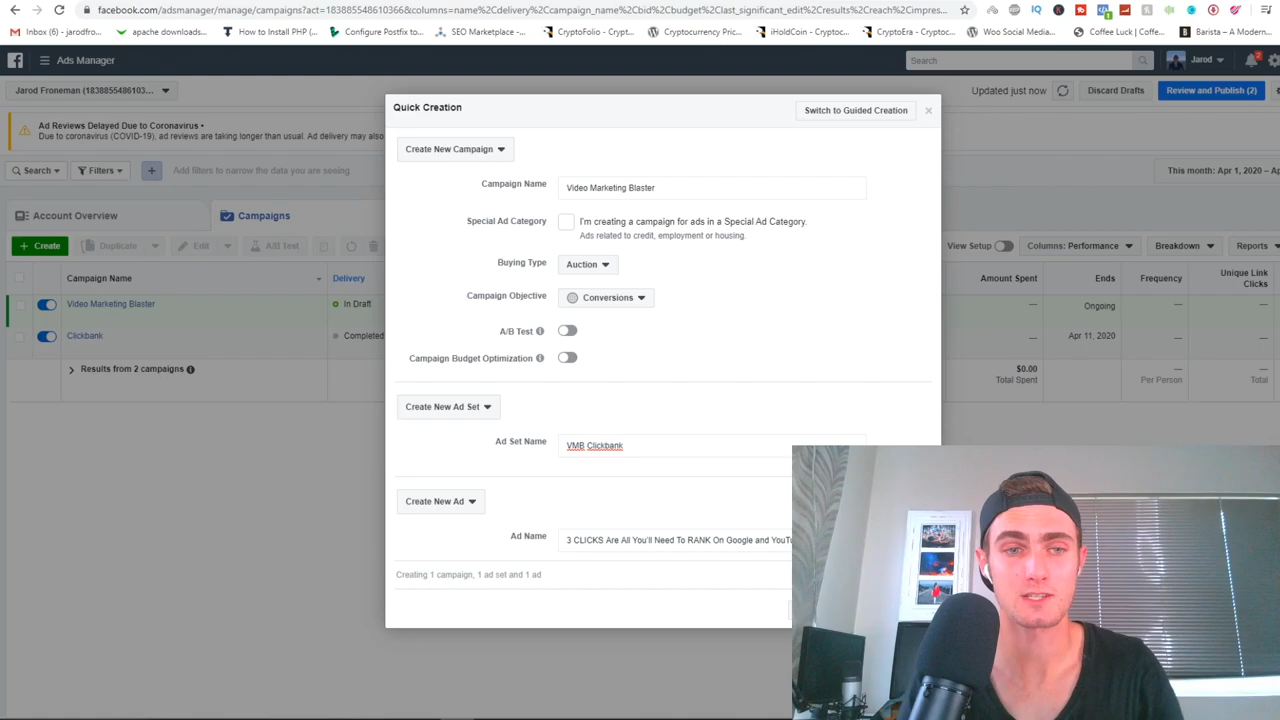 facebook.com/adsmanager/manage/campaigns?act=183885548610366&columns=name%2Cdelivery%2Ccampaign_name%2Cbid%2Cbudget%2Clast_significant_edit%2Cresults%2Creach%2Cimpre...
Inbox (6) - jarodfro...
apache downloads...
How to Install PHP (...
Configure Postfix to...
SEO Marketplace -...
CryptoFolio - Crypt...
Cryptocurrency Pric...
iHoldCoin - Crypto...
CryptoEra - Cryptoc...
Woo Social Media...
Coffee Luck | Coffe...
Barista – A Modern...
Ads Manager
Search
Jarod
2
Jarod Froneman (1838855486103...
Updated just now
Discard Drafts
Review and Publish (2)
Ad Reviews Delayed Due to Coronavirus -
Due to coronavirus (COVID-19), ad reviews are taking longer than usual. Ad delivery may also
Search
Filters
+
Add filters to narrow the data you are seeing
This month: Apr 1, 2020 – Ap
Account Overview
Campaigns
+ Create
Duplicate
Edit
A/B Test
View Setup
Columns: Performance
Breakdown
Reports
Campaign Name
Delivery
Amount Spent
Ends
Frequency
Unique Link
Clicks
Video Marketing Blaster
In Draft
—
Ongoing
—
—
Clickbank
Completed
—
Apr 11, 2020
—
—
Results from 2 campaigns
$0.00
Total Spent
—
Per Person
—
Total
Quick Creation
Switch to Guided Creation
×
Create New Campaign
Campaign Name
Video Marketing Blaster
Special Ad Category
I'm creating a campaign for ads in a Special Ad Category.
Ads related to credit, employment or housing.
Buying Type
Auction
Campaign Objective
Conversions
A/B Test
Campaign Budget Optimization
Create New Ad Set
Ad Set Name
VMB Clickbank
Create New Ad
Ad Name
3 CLICKS Are All You'll Need To RANK On Google and YouTu
Creating 1 campaign, 1 ad set and 1 ad